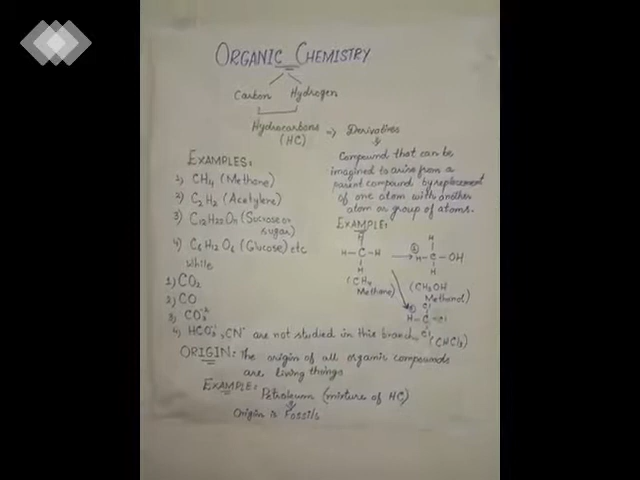 ORGANIC CHEMISTRY
Carbon Hydrogen
Hydrocarbons (HC) => Derivatives
Compound that can be
imagined to arise from a
parent compound by replacement
of one atom with another
atom or group of atoms.
EXAMPLES:
1) CH4 (Methane)
2) C2H2 (Acetylene)
3) C12H22O11 (Sucrose or
sugar)
4) C6H12O6 (Glucose) etc
while
1) CO2
2) CO
3)
4) HCO3-, CN- are not studied in this branch.
EXAMPLE:
H
H-C-H
H
(CH4
Methane)
H
H-C-OH
H
(CH3OH
Methanol)
Cl
H-C-Cl
Cl
(CHCl3)
ORIGIN: The origin of all organic compounds
are living things
EXAMPLE: Petroleum (mixture of HC)
Origin is Fossils